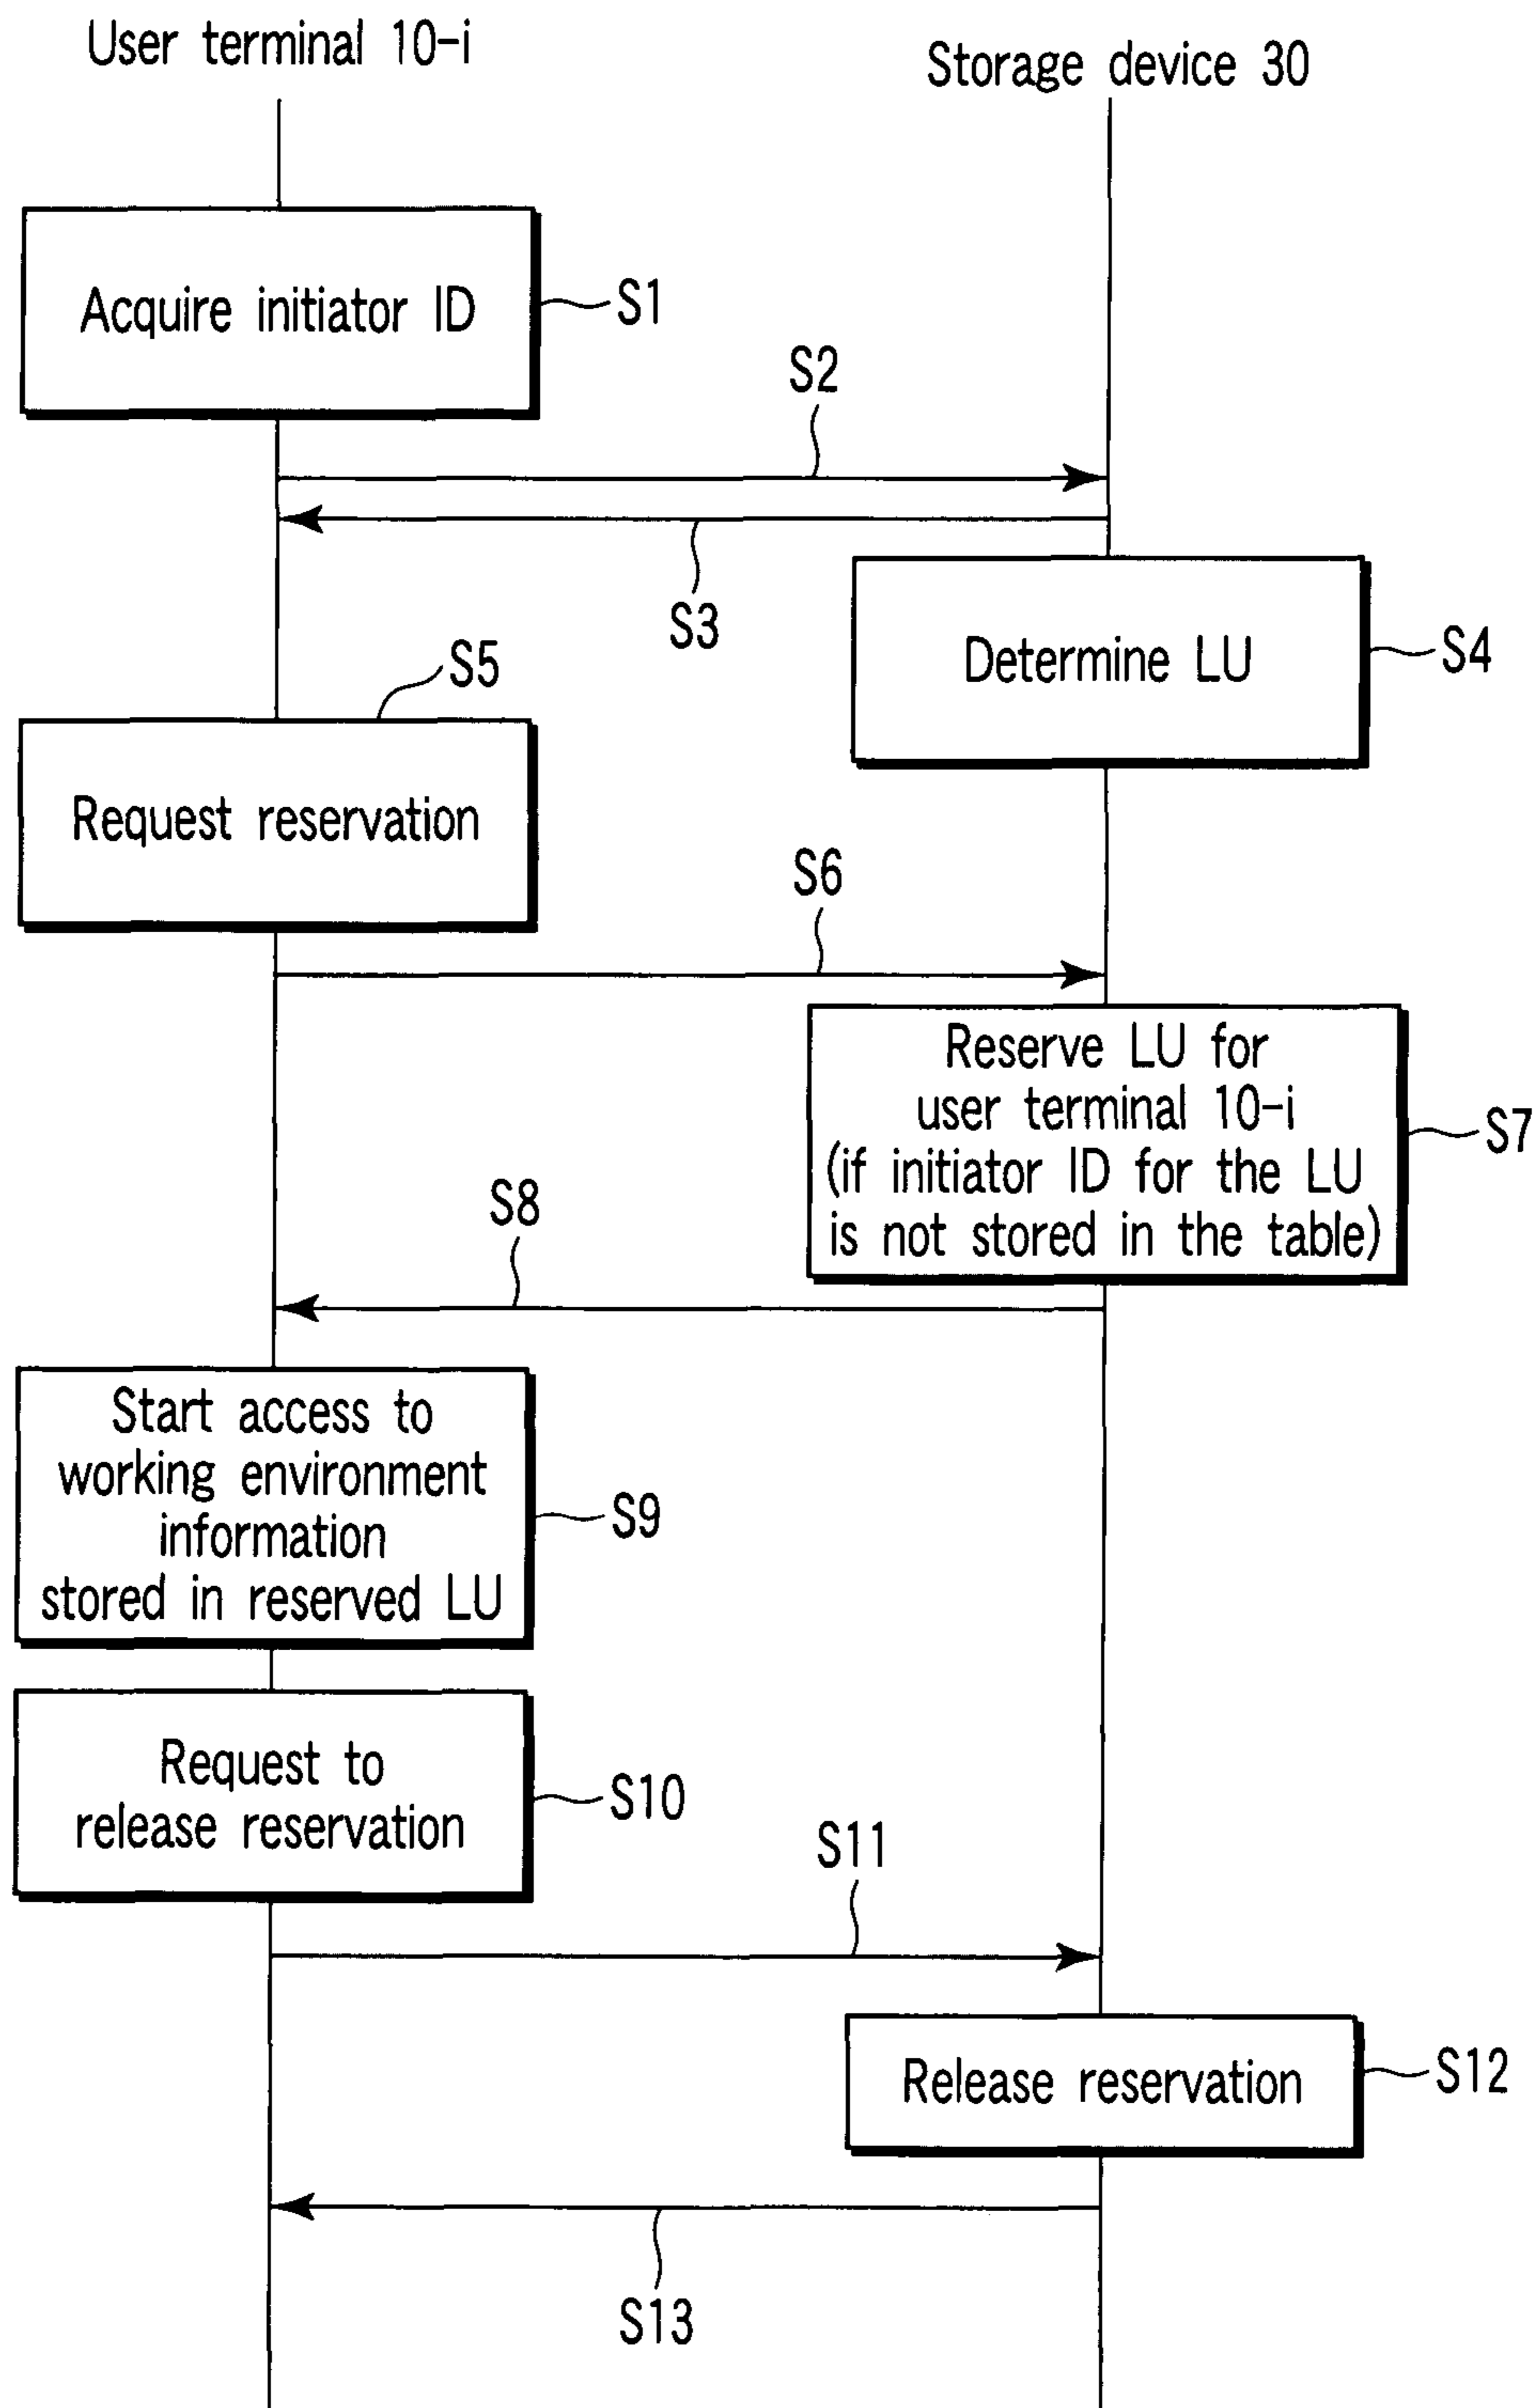 User terminal 10-i
Storage device 30
Acquire initiator ID
S1
S2
S3
Determine LU
S4
S5
Request reservation
S6
Reserve LU for
user terminal 10-i
(if initiator ID for the LU
is not stored in the table)
S7
S8
Start access to
working environment
information
stored in reserved LU
S9
Request to
release reservation
S10
S11
Release reservation
S12
S13